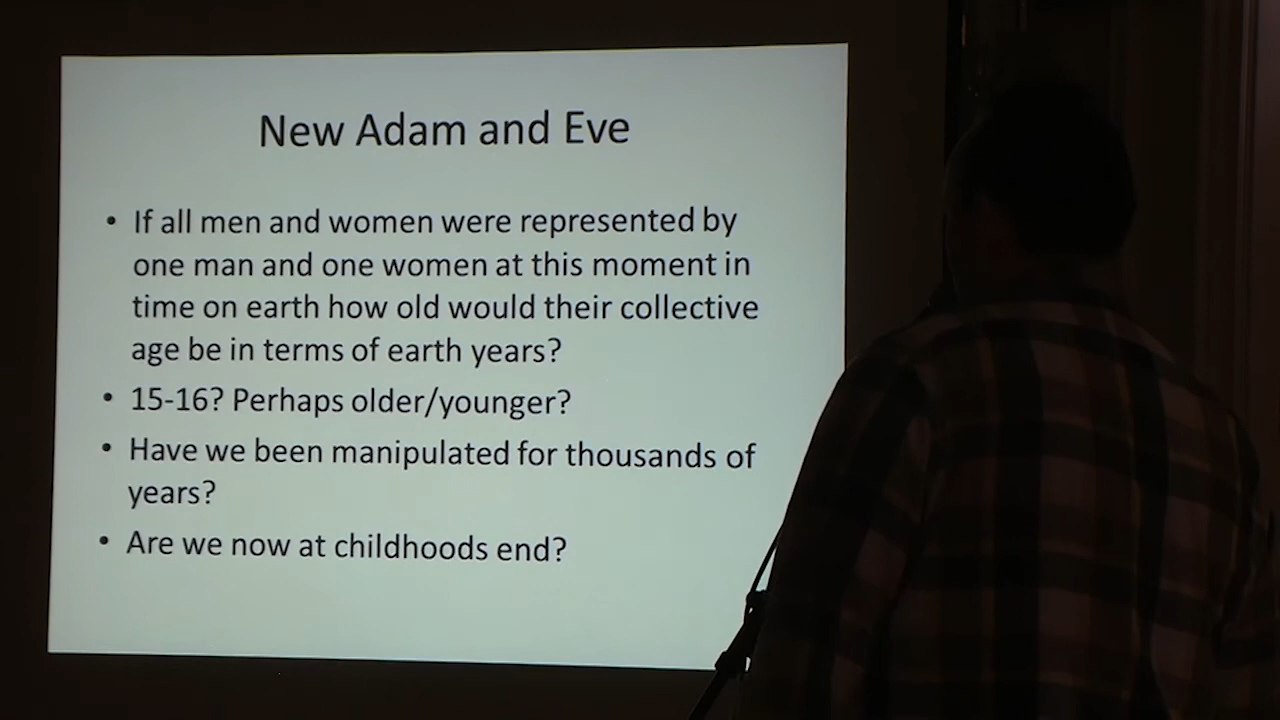 New Adam and Eve
• If all men and women were represented by
one man and one women at this moment in
time on earth how old would their collective
age be in terms of earth years?
• 15-16? Perhaps older/younger?
• Have we been manipulated for thousands of
years?
• Are we now at childhoods end?